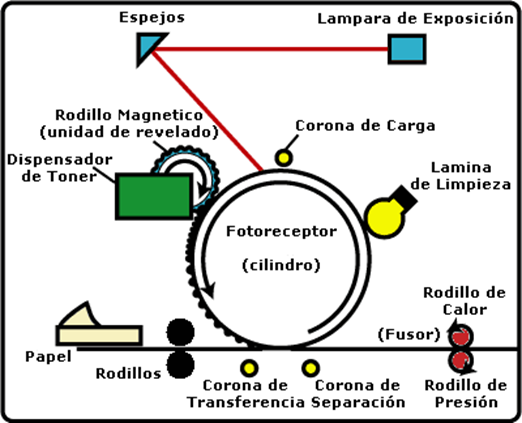 Espejos
Lampara de Exposición
Rodillo Magnetico
(unidad de revelado)
Corona de Carga
Dispensador
de Toner
Lamina
de Limpieza
Fotoreceptor
(cilindro)
Rodillo de
Calor
(Fusor)
Papel
Rodillos
Corona de
Transferencia
Corona de
Separación
Rodillo de
Presión